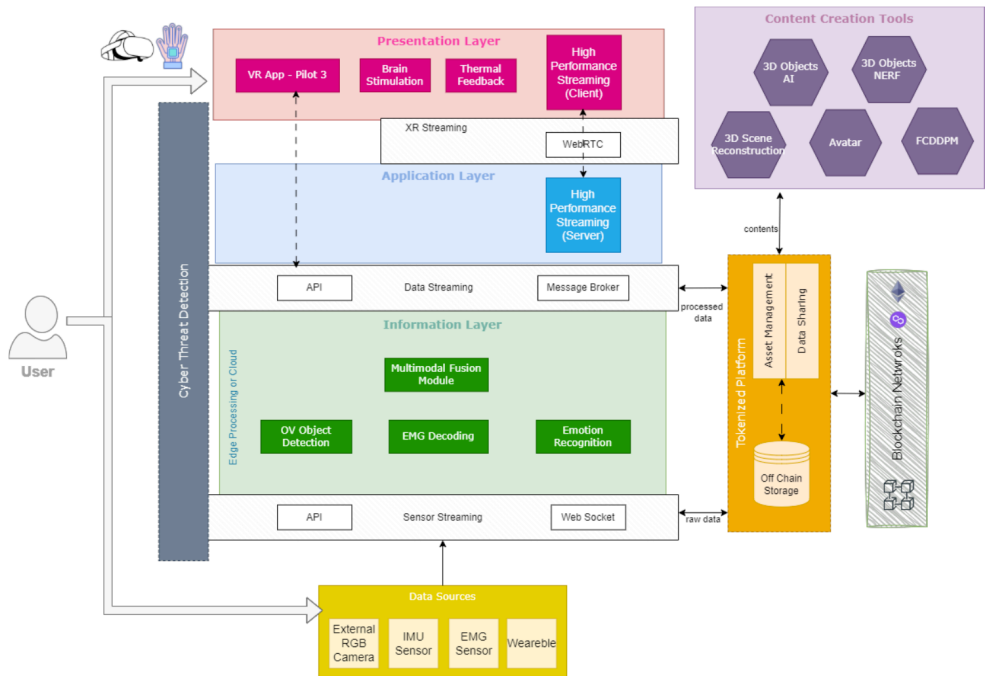 Presentation Layer
VR App - Pilot 3
Brain
Stimulation
Thermal
Feedback
High
Performance
Streaming
(Client)
XR Streaming
WebRTC
Application Layer
High
Performance
Streaming
(Server)
API
Data Streaming
Message Broker
Information Layer
Edge Processing or Cloud
Multimodal Fusion
Module
OV Object
Detection
EMG Decoding
Emotion
Recognition
API
Sensor Streaming
Web Socket
Cyber Threat Detection
User
Data Sources
External
RGB
Camera
IMU
Sensor
EMG
Sensor
Weareble
Content Creation Tools
3D Objects
AI
3D Objects
NERF
3D Scene
Reconstruction
Avatar
FCDDPM
contents
processed
data
raw data
Tokenized Platform
Asset Management
Data Sharing
Off Chain
Storage
Blockchain Netwroks